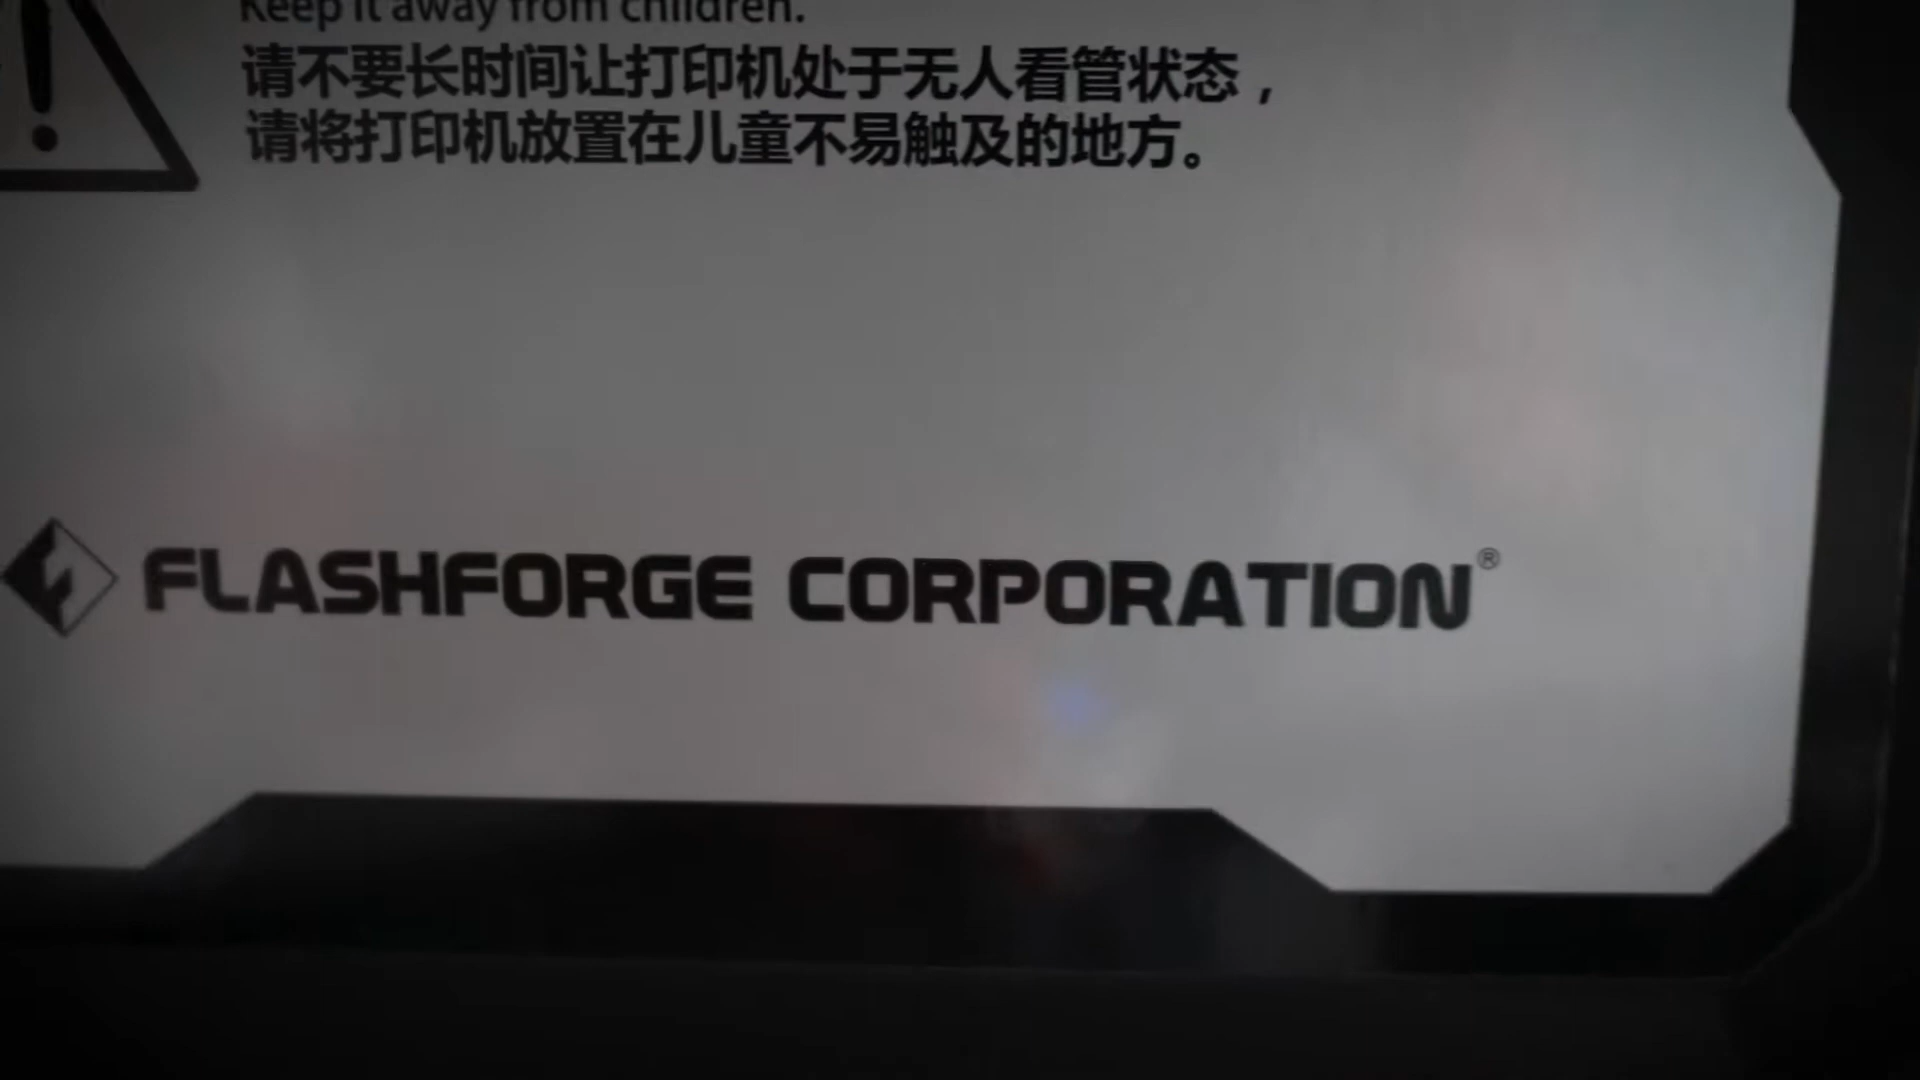 Keep it away from children.
请不要长时间让打印机处于无人看管状态，
请将打印机放置在儿童不易触及的地方。
FLASHFORGE CORPORATION®